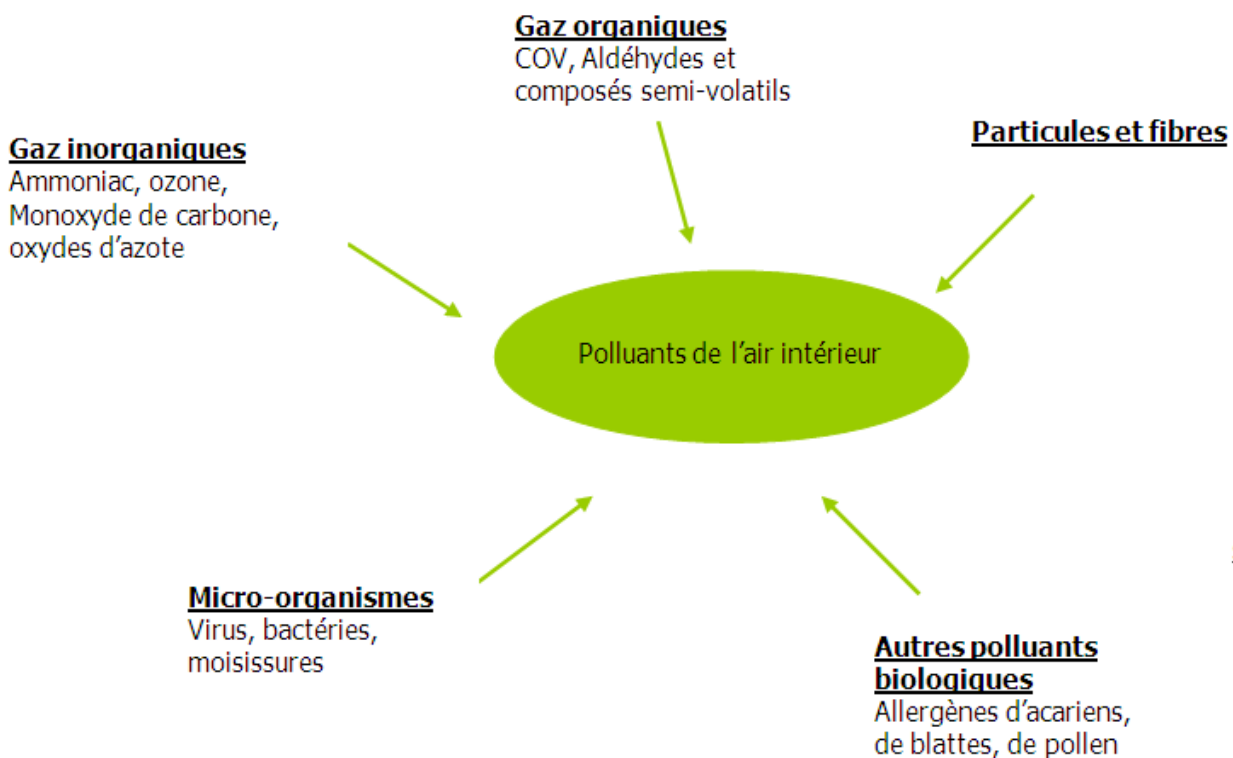 Gaz organiques
COV, Aldéhydes et
composés semi-volatils
Particules et fibres
Gaz inorganiques
Ammoniac, ozone,
Monoxyde de carbone,
oxydes d'azote
Polluants de l'air intérieur
Micro-organismes
Virus, bactéries,
moisissures
Autres polluants
biologiques
Allergènes d'acariens,
de blattes, de pollen